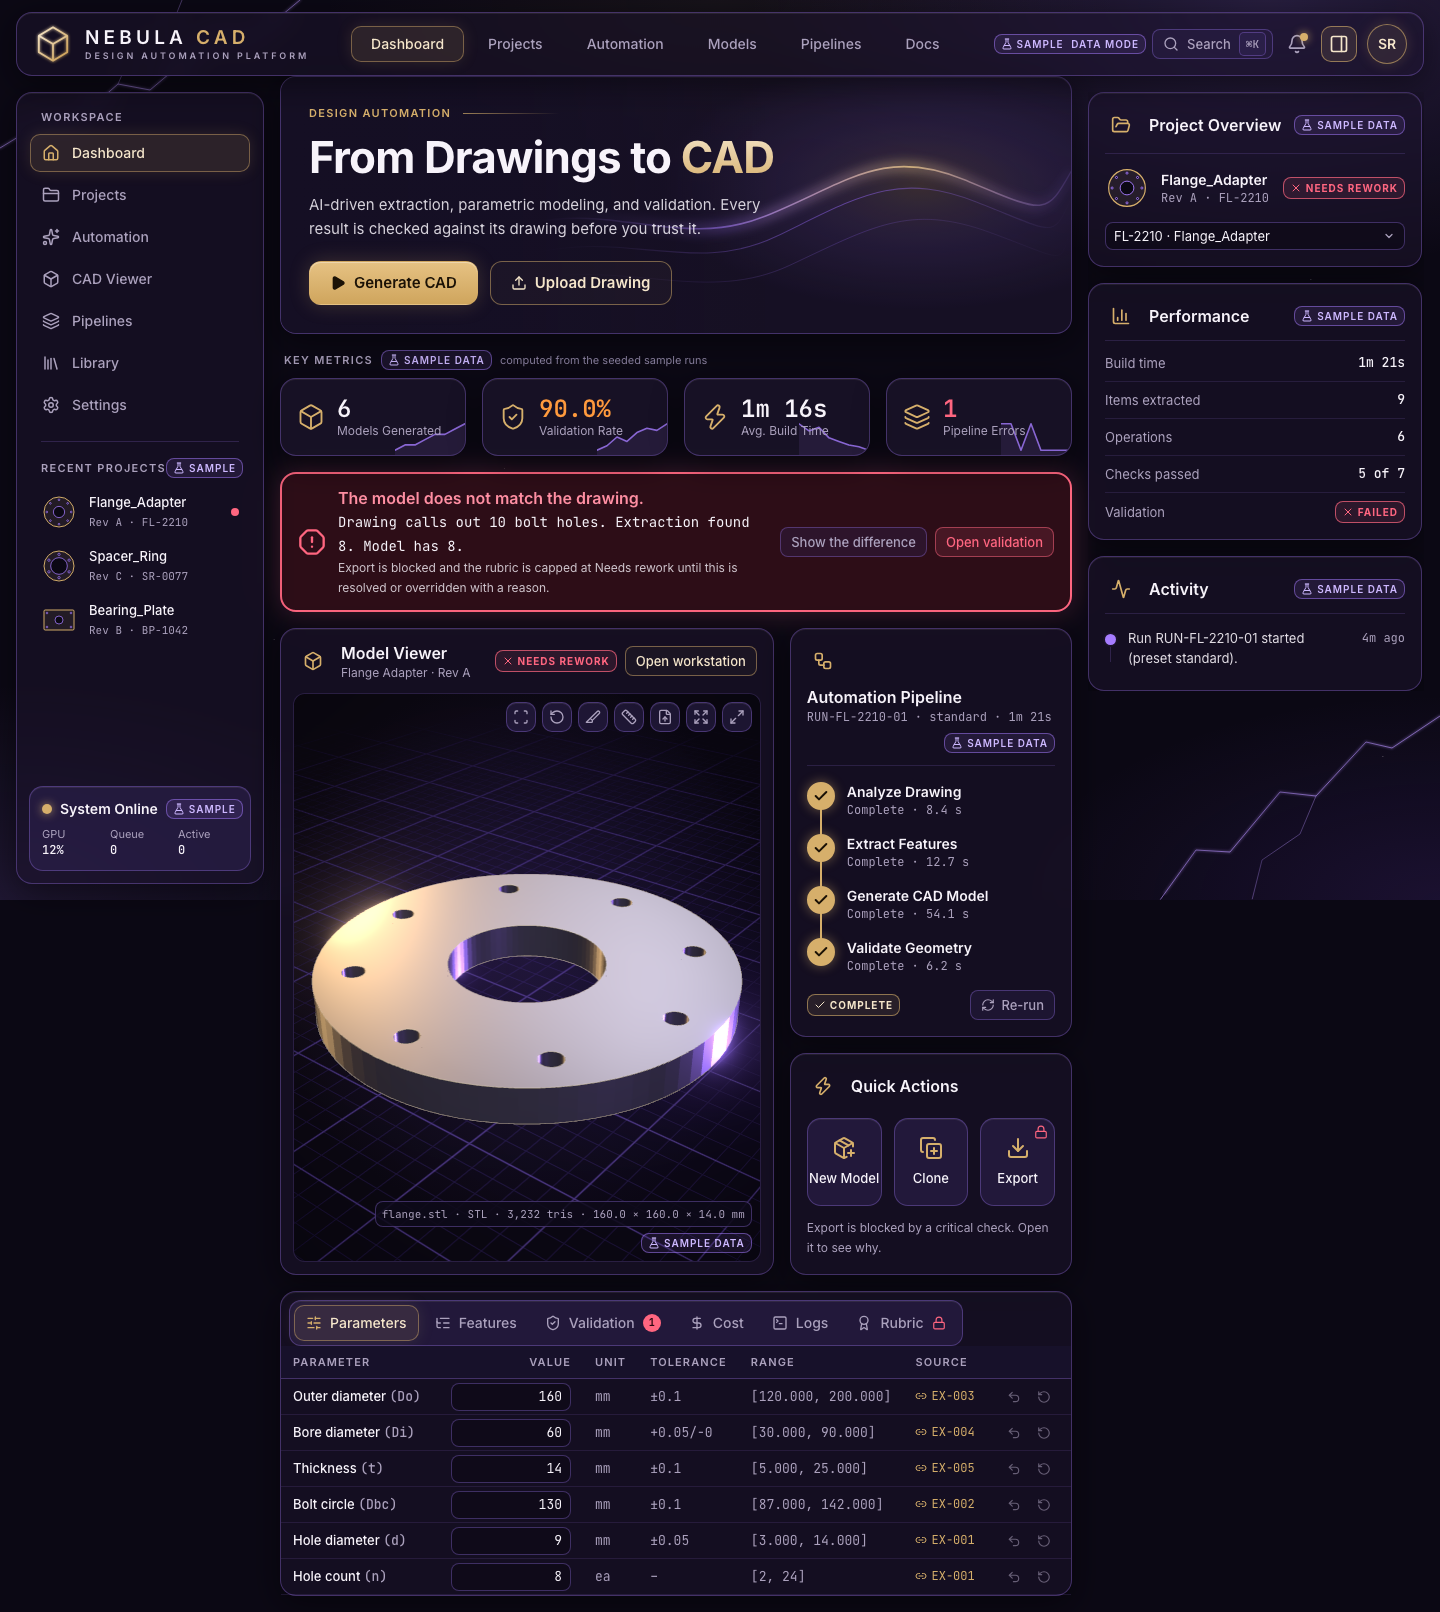 NEBULA CAD
DESIGN AUTOMATION PLATFORM
Dashboard
Projects
Automation
Models
Pipelines
Docs
SAMPLE DATA MODE
Search ⌘K
SR
WORKSPACE
Dashboard
Projects
Automation
CAD Viewer
Pipelines
Library
Settings
RECENT PROJECTS SAMPLE
Flange_Adapter
Rev A · FL-2210
Spacer_Ring
Rev C · SR-0077
Bearing_Plate
Rev B · BP-1042
System Online SAMPLE
GPU Queue Active
12% 0 0
DESIGN AUTOMATION
From Drawings to CAD
AI-driven extraction, parametric modeling, and validation. Every
result is checked against its drawing before you trust it.
Generate CAD
Upload Drawing
KEY METRICS SAMPLE DATA computed from the seeded sample runs
6
Models Generated
90.0%
Validation Rate
1m 16s
Avg. Build Time
1
Pipeline Errors
The model does not match the drawing.
Drawing calls out 10 bolt holes. Extraction found
8. Model has 8.
Export is blocked and the rubric is capped at Needs rework until this is
resolved or overridden with a reason.
Show the difference
Open validation
Model Viewer
Flange Adapter · Rev A
NEEDS REWORK
Open workstation
flange.stl · STL · 3,232 tris · 160.0 × 160.0 × 14.0 mm
SAMPLE DATA
Automation Pipeline
RUN-FL-2210-01 · standard · 1m 21s
SAMPLE DATA
Analyze Drawing
Complete · 8.4 s
Extract Features
Complete · 12.7 s
Generate CAD Model
Complete · 54.1 s
Validate Geometry
Complete · 6.2 s
COMPLETE
Re-run
Quick Actions
New Model
Clone
Export
Export is blocked by a critical check. Open
it to see why.
Parameters
Features
Validation 1
Cost
Logs
Rubric
PARAMETER VALUE UNIT TOLERANCE RANGE SOURCE
Outer diameter (Do) 160 mm ±0.1 [120.000, 200.000] EX-003
Bore diameter (Di) 60 mm +0.05/-0 [30.000, 90.000] EX-004
Thickness (t) 14 mm ±0.1 [5.000, 25.000] EX-005
Bolt circle (Dbc) 130 mm ±0.1 [87.000, 142.000] EX-002
Hole diameter (d) 9 mm ±0.05 [3.000, 14.000] EX-001
Hole count (n) 8 ea – [2, 24] EX-001
Project Overview SAMPLE DATA
Flange_Adapter
Rev A · FL-2210
NEEDS REWORK
FL-2210 · Flange_Adapter
Performance SAMPLE DATA
Build time 1m 21s
Items extracted 9
Operations 6
Checks passed 5 of 7
Validation FAILED
Activity SAMPLE DATA
Run RUN-FL-2210-01 started 4m ago
(preset standard).